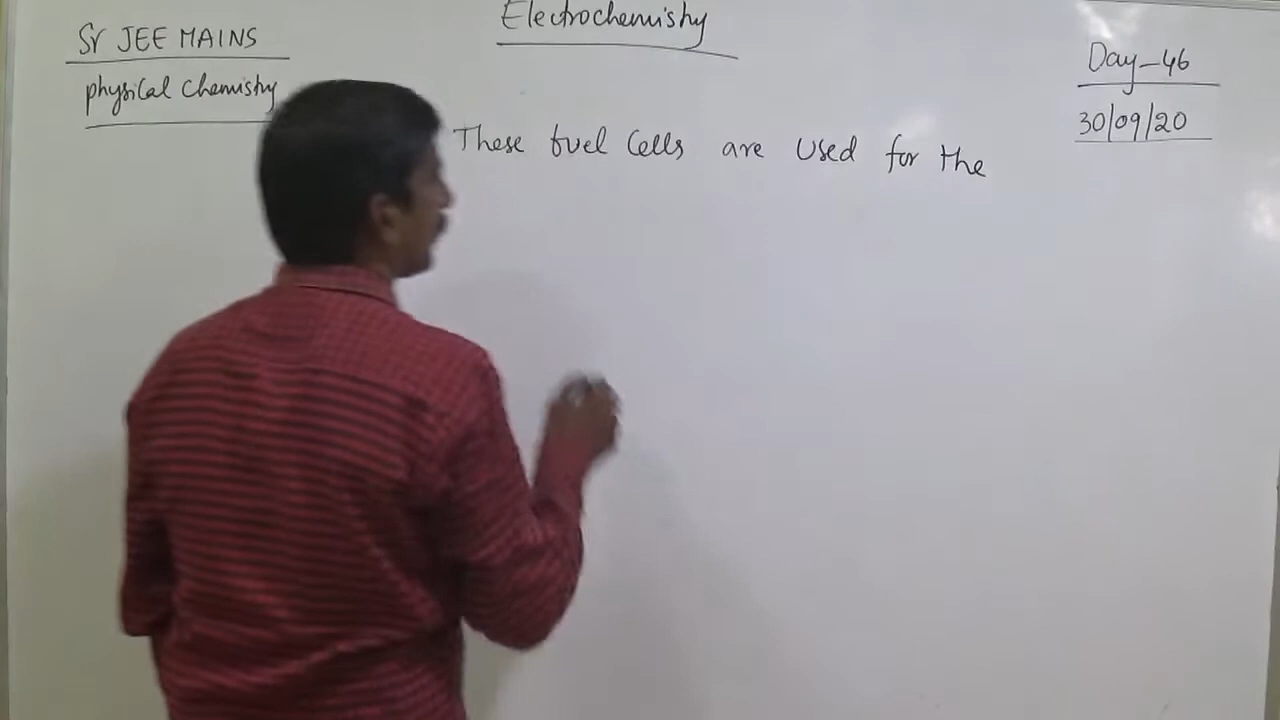 Sr JEE MAINS
physical Chemistry
Electrochemistry
Day-46
30/09/20
These fuel Cells are used for the